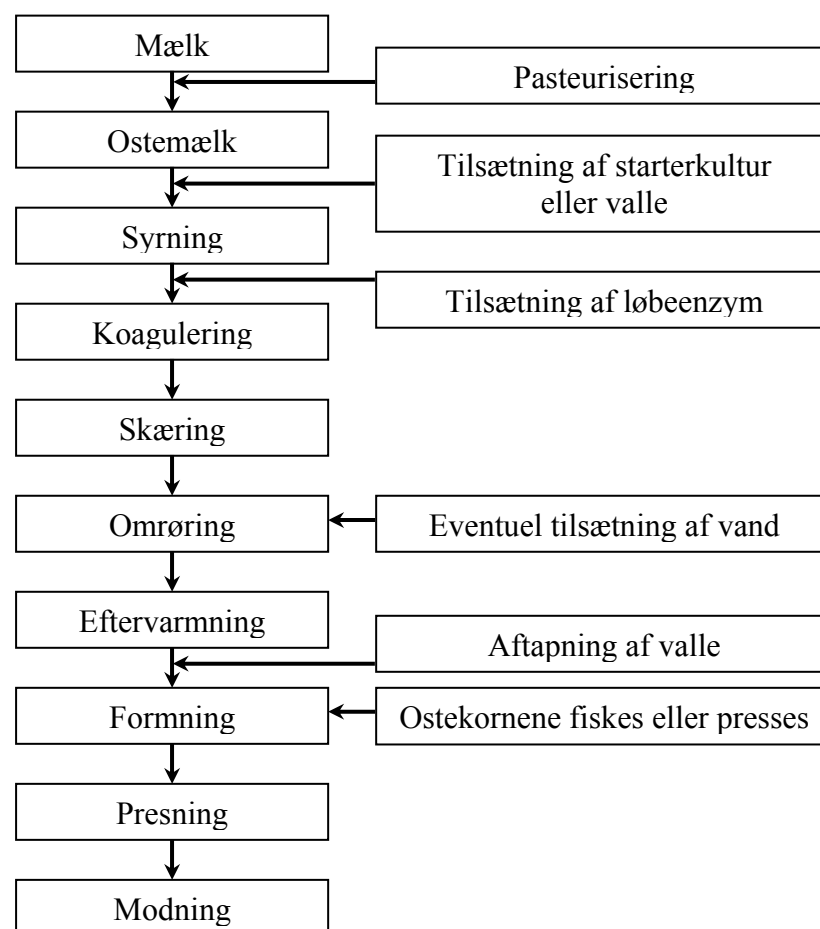 Mælk
Pasteurisering
Ostemælk
Tilsætning af starterkultur
eller valle
Syrning
Tilsætning af løbeenzym
Koagulering
Skæring
Omrøring
Eventuel tilsætning af vand
Eftervarmning
Aftapning af valle
Formning
Ostekornene fiskes eller presses
Presning
Modning